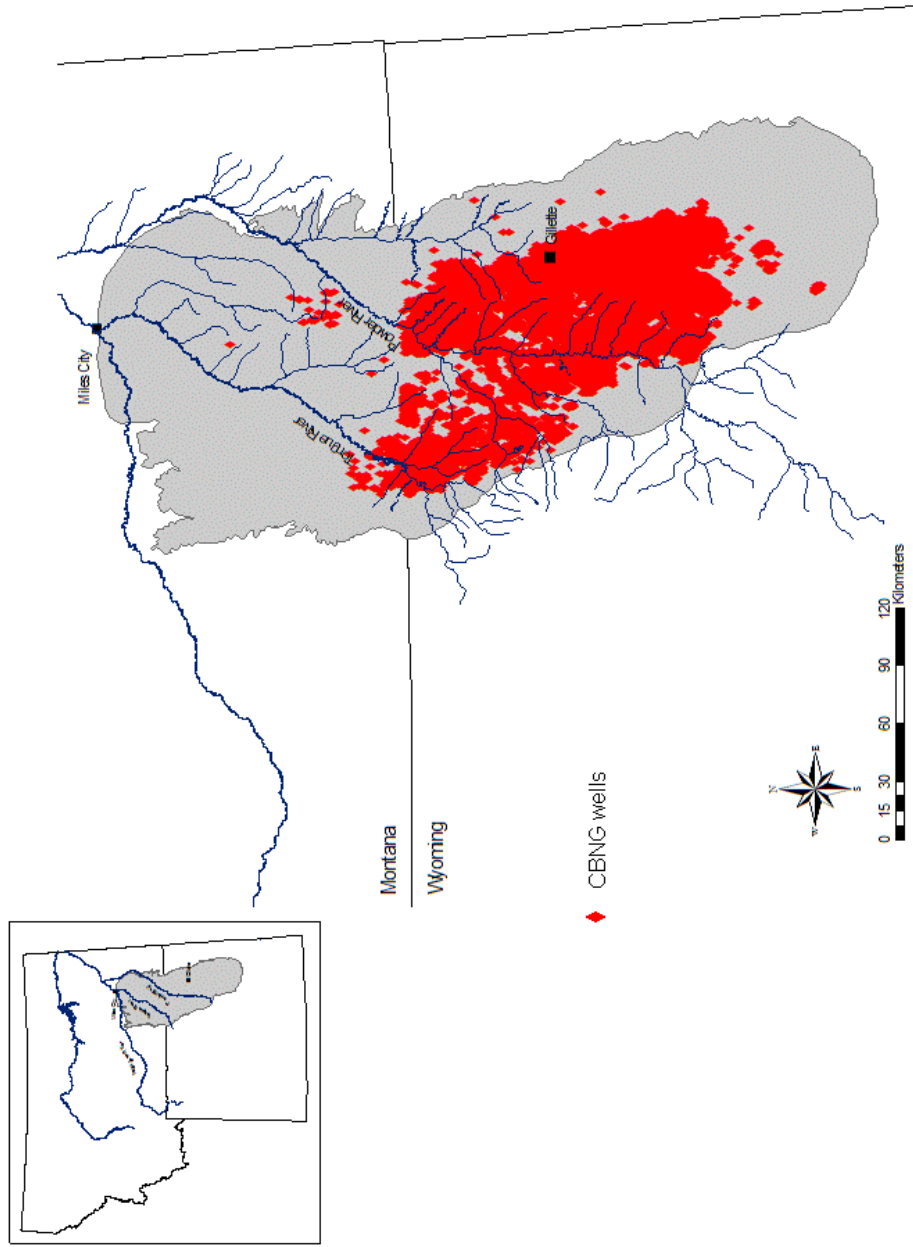 Miles City
Powder River
Tongue River
Gillette
Montana
Wyoming
CBNG wells
N
W
E
S
0 15 30 60 90 120
Kilometers